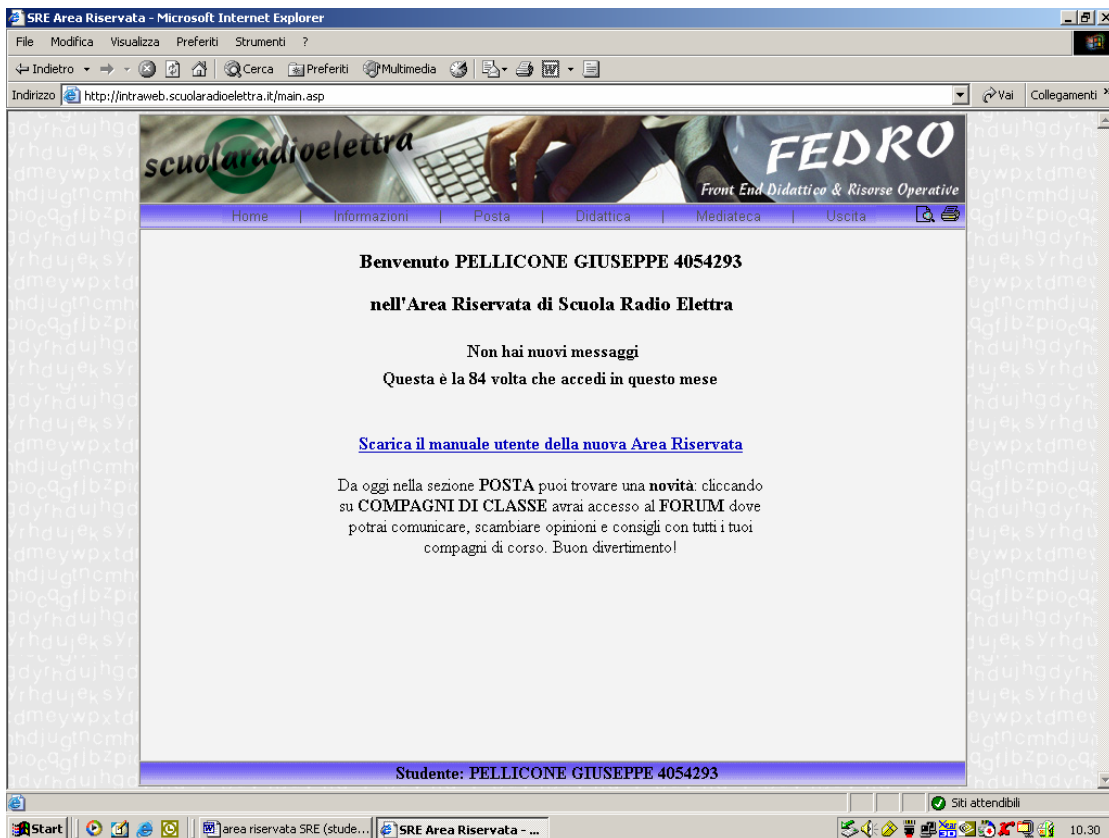 SRE Area Riservata - Microsoft Internet Explorer
File Modifica Visualizza Preferiti Strumenti ?
Indietro Cerca Preferiti Multimedia
Indirizzo http://intraweb.scuolaradioelettra.it/main.asp Vai Collegamenti
scuolaradioelettra
FEDRO
Front End Didattico & Risorse Operative
Home | Informazioni | Posta | Didattica | Mediateca | Uscita
Benvenuto PELLICONE GIUSEPPE 4054293
nell'Area Riservata di Scuola Radio Elettra
Non hai nuovi messaggi
Questa è la 84 volta che accedi in questo mese
Scarica il manuale utente della nuova Area Riservata
Da oggi nella sezione POSTA puoi trovare una novità: cliccando
su COMPAGNI DI CLASSE avrai accesso al FORUM dove
potrai comunicare, scambiare opinioni e consigli con tutti i tuoi
compagni di corso. Buon divertimento!
Studente: PELLICONE GIUSEPPE 4054293
Siti attendibili
Start area riservata SRE (stude... SRE Area Riservata - ... 10.30